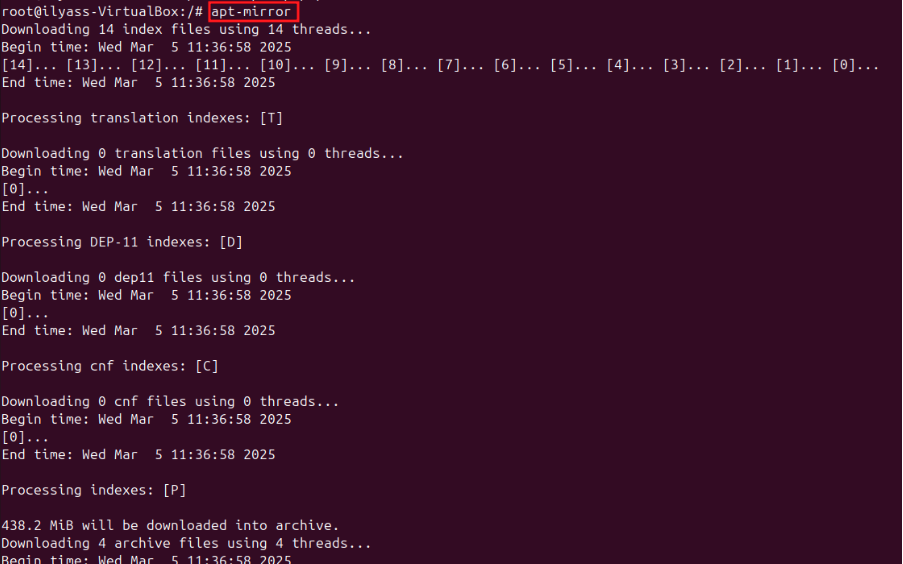 root@ilyass-VirtualBox:/# apt-mirror
Downloading 14 index files using 14 threads...
Begin time: Wed Mar  5 11:36:58 2025
[14]... [13]... [12]... [11]... [10]... [9]... [8]... [7]... [6]... [5]... [4]... [3]... [2]... [1]... [0]...
End time: Wed Mar  5 11:36:58 2025
Processing translation indexes: [T]
Downloading 0 translation files using 0 threads...
Begin time: Wed Mar  5 11:36:58 2025
[0]...
End time: Wed Mar  5 11:36:58 2025
Processing DEP-11 indexes: [D]
Downloading 0 dep11 files using 0 threads...
Begin time: Wed Mar  5 11:36:58 2025
[0]...
End time: Wed Mar  5 11:36:58 2025
Processing cnf indexes: [C]
Downloading 0 cnf files using 0 threads...
Begin time: Wed Mar  5 11:36:58 2025
[0]...
End time: Wed Mar  5 11:36:58 2025
Processing indexes: [P]
438.2 MiB will be downloaded into archive.
Downloading 4 archive files using 4 threads...
Begin time: Wed Mar  5 11:36:58 2025